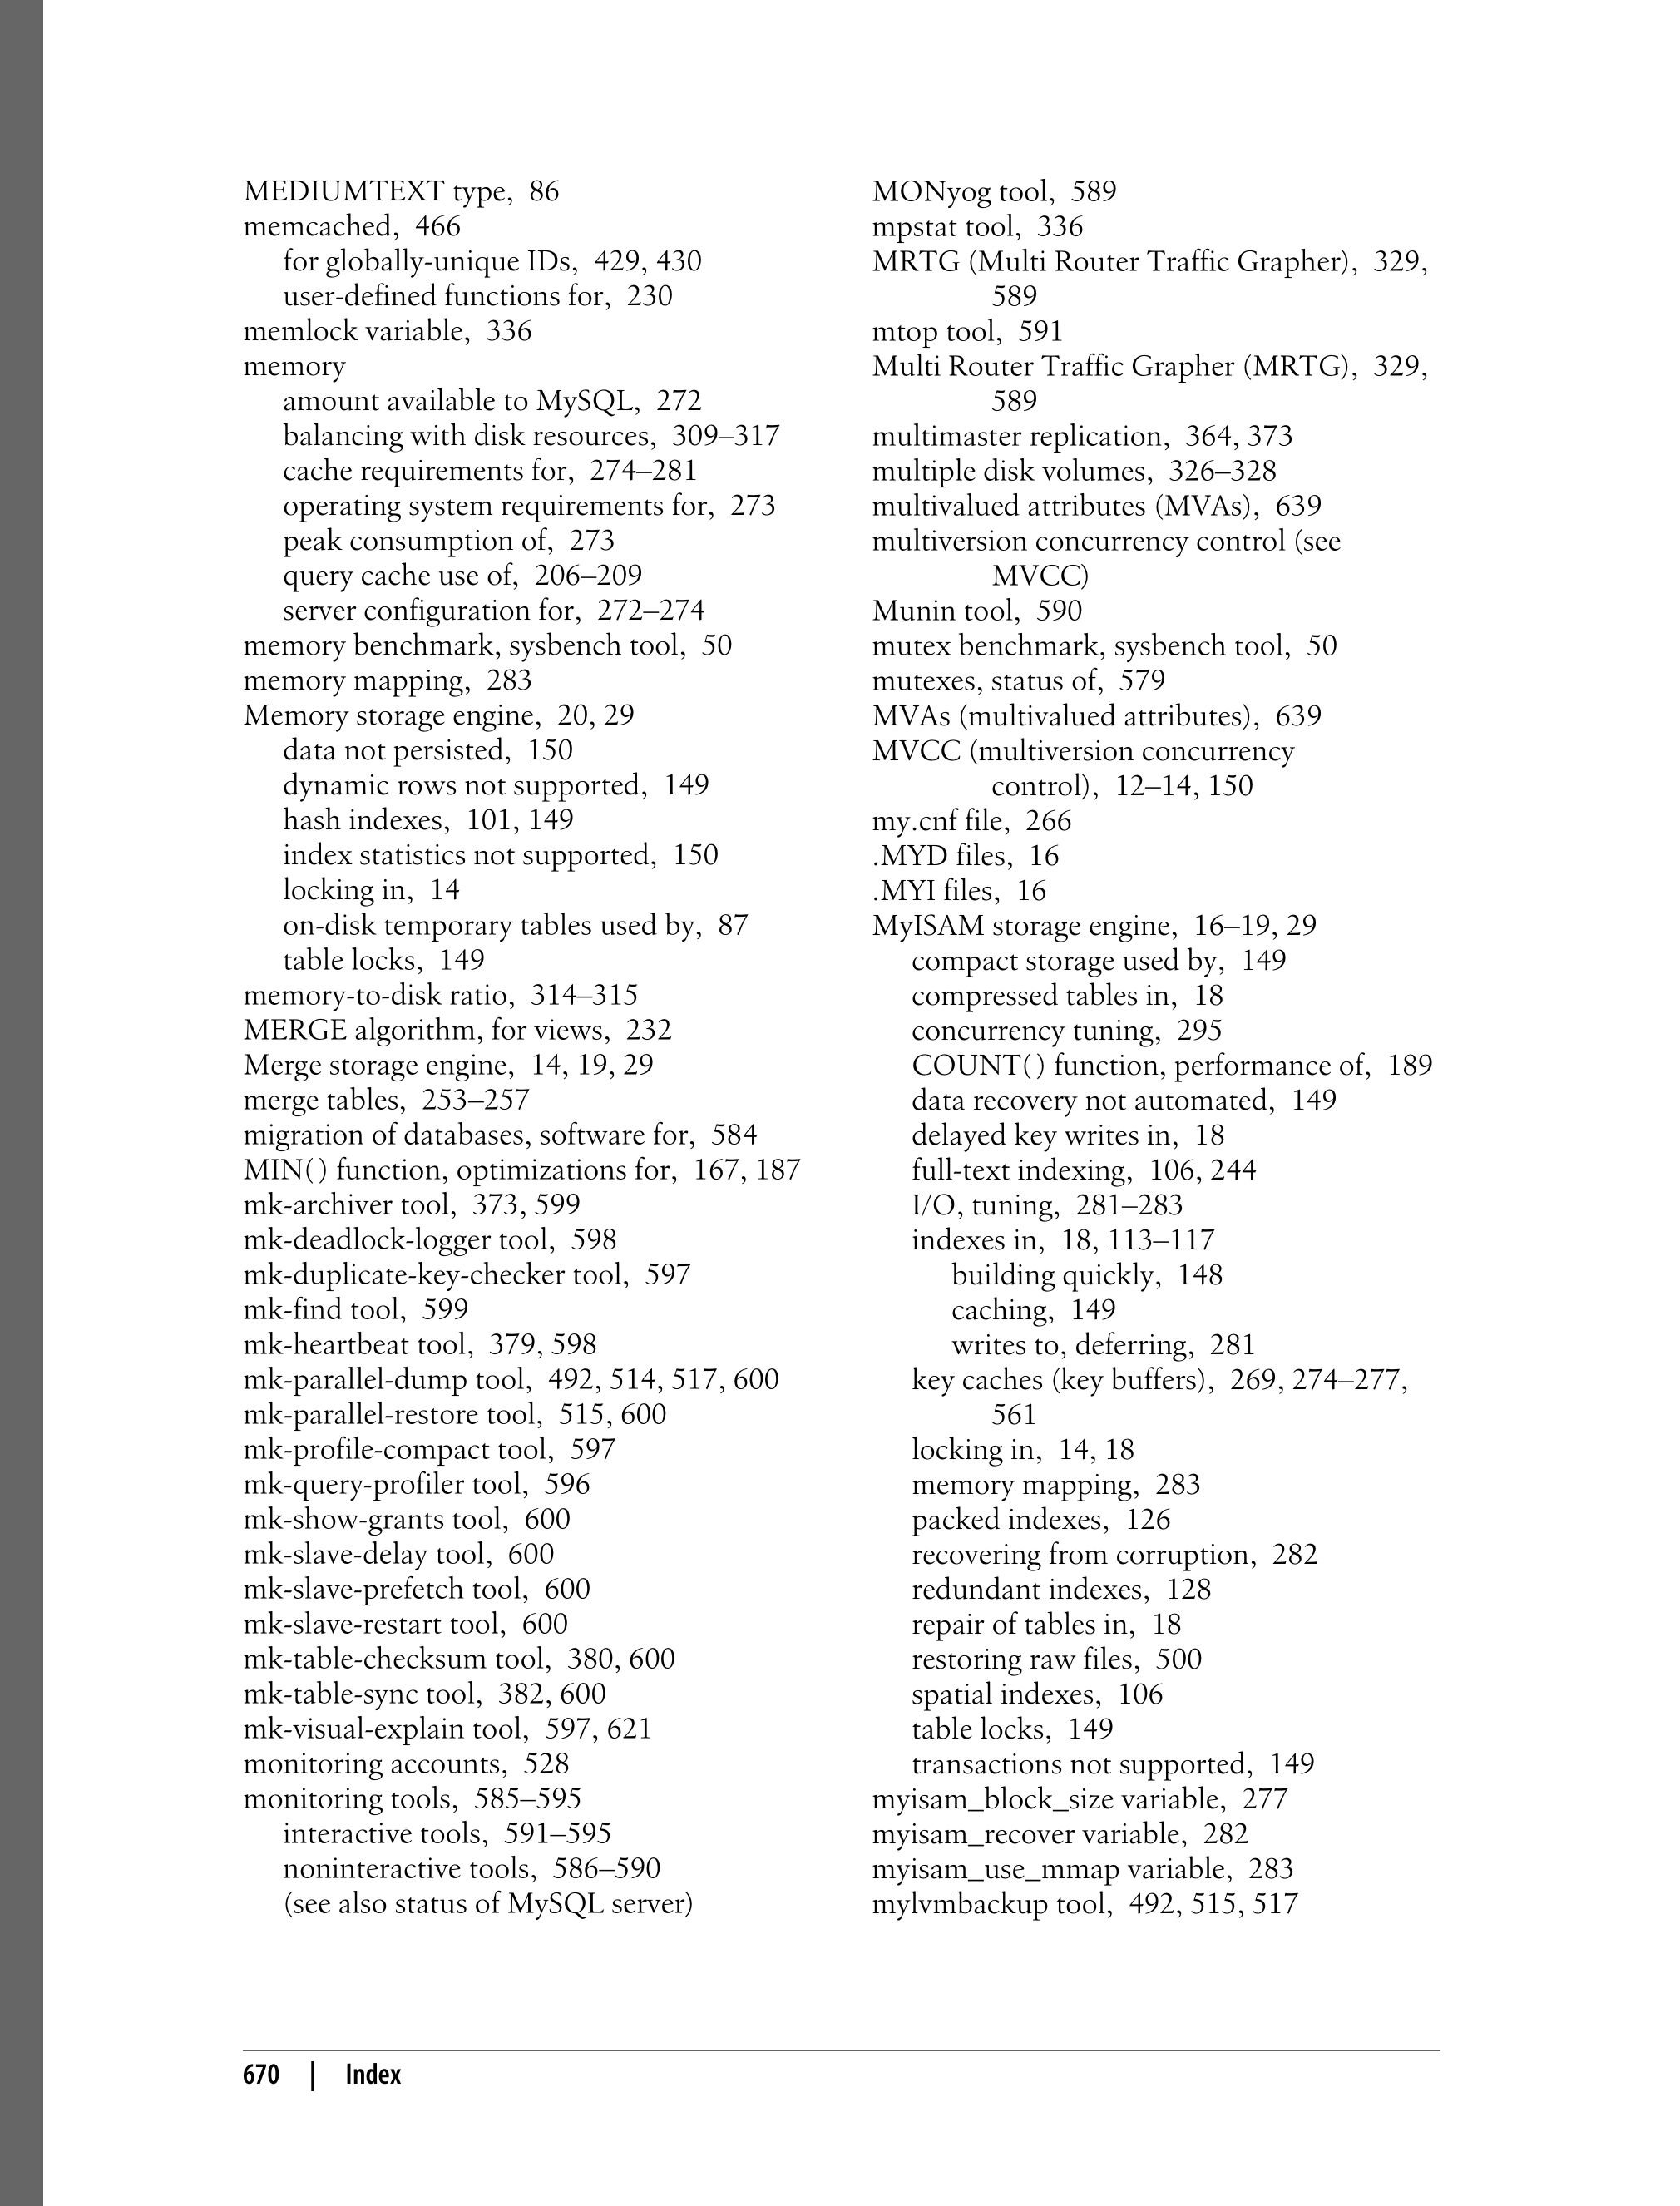 MEDIUMTEXT type, 86
memcached, 466
for globally-unique IDs, 429, 430
user-defined functions for, 230
memlock variable, 336
memory
amount available to MySQL, 272
balancing with disk resources, 309–317
cache requirements for, 274–281
operating system requirements for, 273
peak consumption of, 273
query cache use of, 206–209
server configuration for, 272–274
memory benchmark, sysbench tool, 50
memory mapping, 283
Memory storage engine, 20, 29
data not persisted, 150
dynamic rows not supported, 149
hash indexes, 101, 149
index statistics not supported, 150
locking in, 14
on-disk temporary tables used by, 87
table locks, 149
memory-to-disk ratio, 314–315
MERGE algorithm, for views, 232
Merge storage engine, 14, 19, 29
merge tables, 253–257
migration of databases, software for, 584
MIN() function, optimizations for, 167, 187
mk-archiver tool, 373, 599
mk-deadlock-logger tool, 598
mk-duplicate-key-checker tool, 597
mk-find tool, 599
mk-heartbeat tool, 379, 598
mk-parallel-dump tool, 492, 514, 517, 600
mk-parallel-restore tool, 515, 600
mk-profile-compact tool, 597
mk-query-profiler tool, 596
mk-show-grants tool, 600
mk-slave-delay tool, 600
mk-slave-prefetch tool, 600
mk-slave-restart tool, 600
mk-table-checksum tool, 380, 600
mk-table-sync tool, 382, 600
mk-visual-explain tool, 597, 621
monitoring accounts, 528
monitoring tools, 585–595
interactive tools, 591–595
noninteractive tools, 586–590
(see also status of MySQL server)
MONyog tool, 589
mpstat tool, 336
MRTG (Multi Router Traffic Grapher), 329,
589
mtop tool, 591
Multi Router Traffic Grapher (MRTG), 329,
589
multimaster replication, 364, 373
multiple disk volumes, 326–328
multivalued attributes (MVAs), 639
multiversion concurrency control (see
MVCC)
Munin tool, 590
mutex benchmark, sysbench tool, 50
mutexes, status of, 579
MVAs (multivalued attributes), 639
MVCC (multiversion concurrency
control), 12–14, 150
my.cnf file, 266
.MYD files, 16
.MYI files, 16
MyISAM storage engine, 16–19, 29
compact storage used by, 149
compressed tables in, 18
concurrency tuning, 295
COUNT() function, performance of, 189
data recovery not automated, 149
delayed key writes in, 18
full-text indexing, 106, 244
I/O, tuning, 281–283
indexes in, 18, 113–117
building quickly, 148
caching, 149
writes to, deferring, 281
key caches (key buffers), 269, 274–277,
561
locking in, 14, 18
memory mapping, 283
packed indexes, 126
recovering from corruption, 282
redundant indexes, 128
repair of tables in, 18
restoring raw files, 500
spatial indexes, 106
table locks, 149
transactions not supported, 149
myisam_block_size variable, 277
myisam_recover variable, 282
myisam_use_mmap variable, 283
mylvmbackup tool, 492, 515, 517
670 | Index